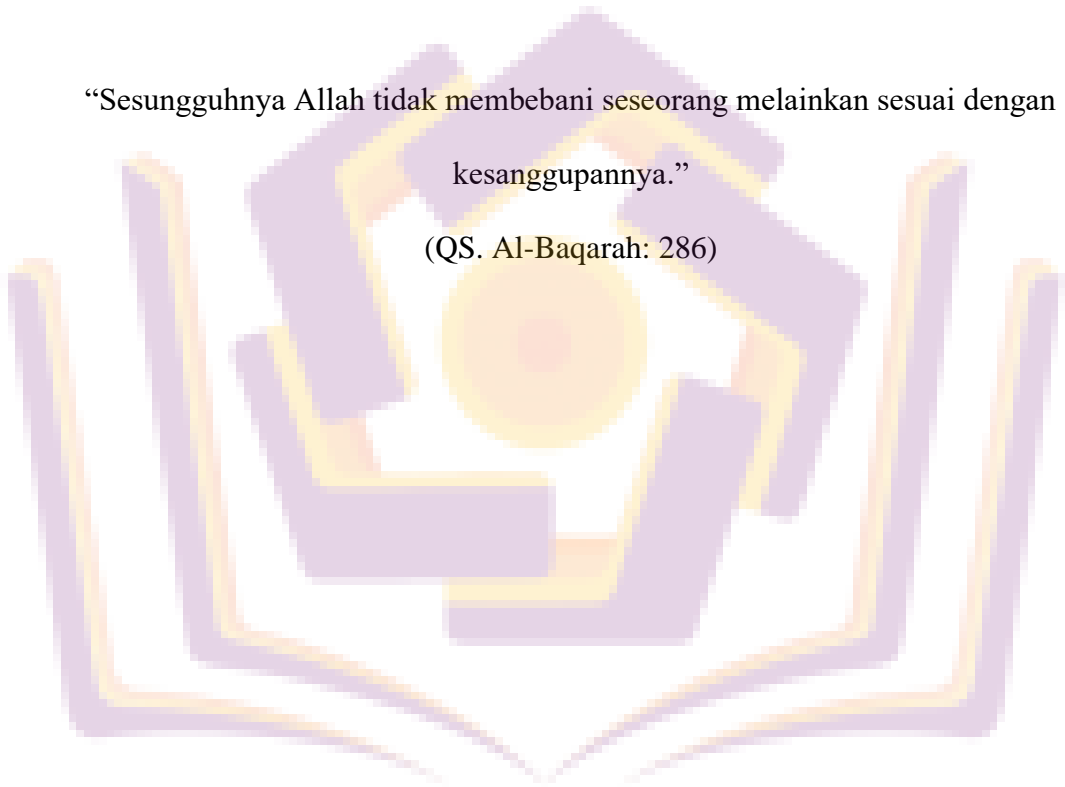 “Sesungguhnya Allah tidak membebani seseorang melainkan sesuai dengan
kesanggupannya.”
(QS. Al-Baqarah: 286)